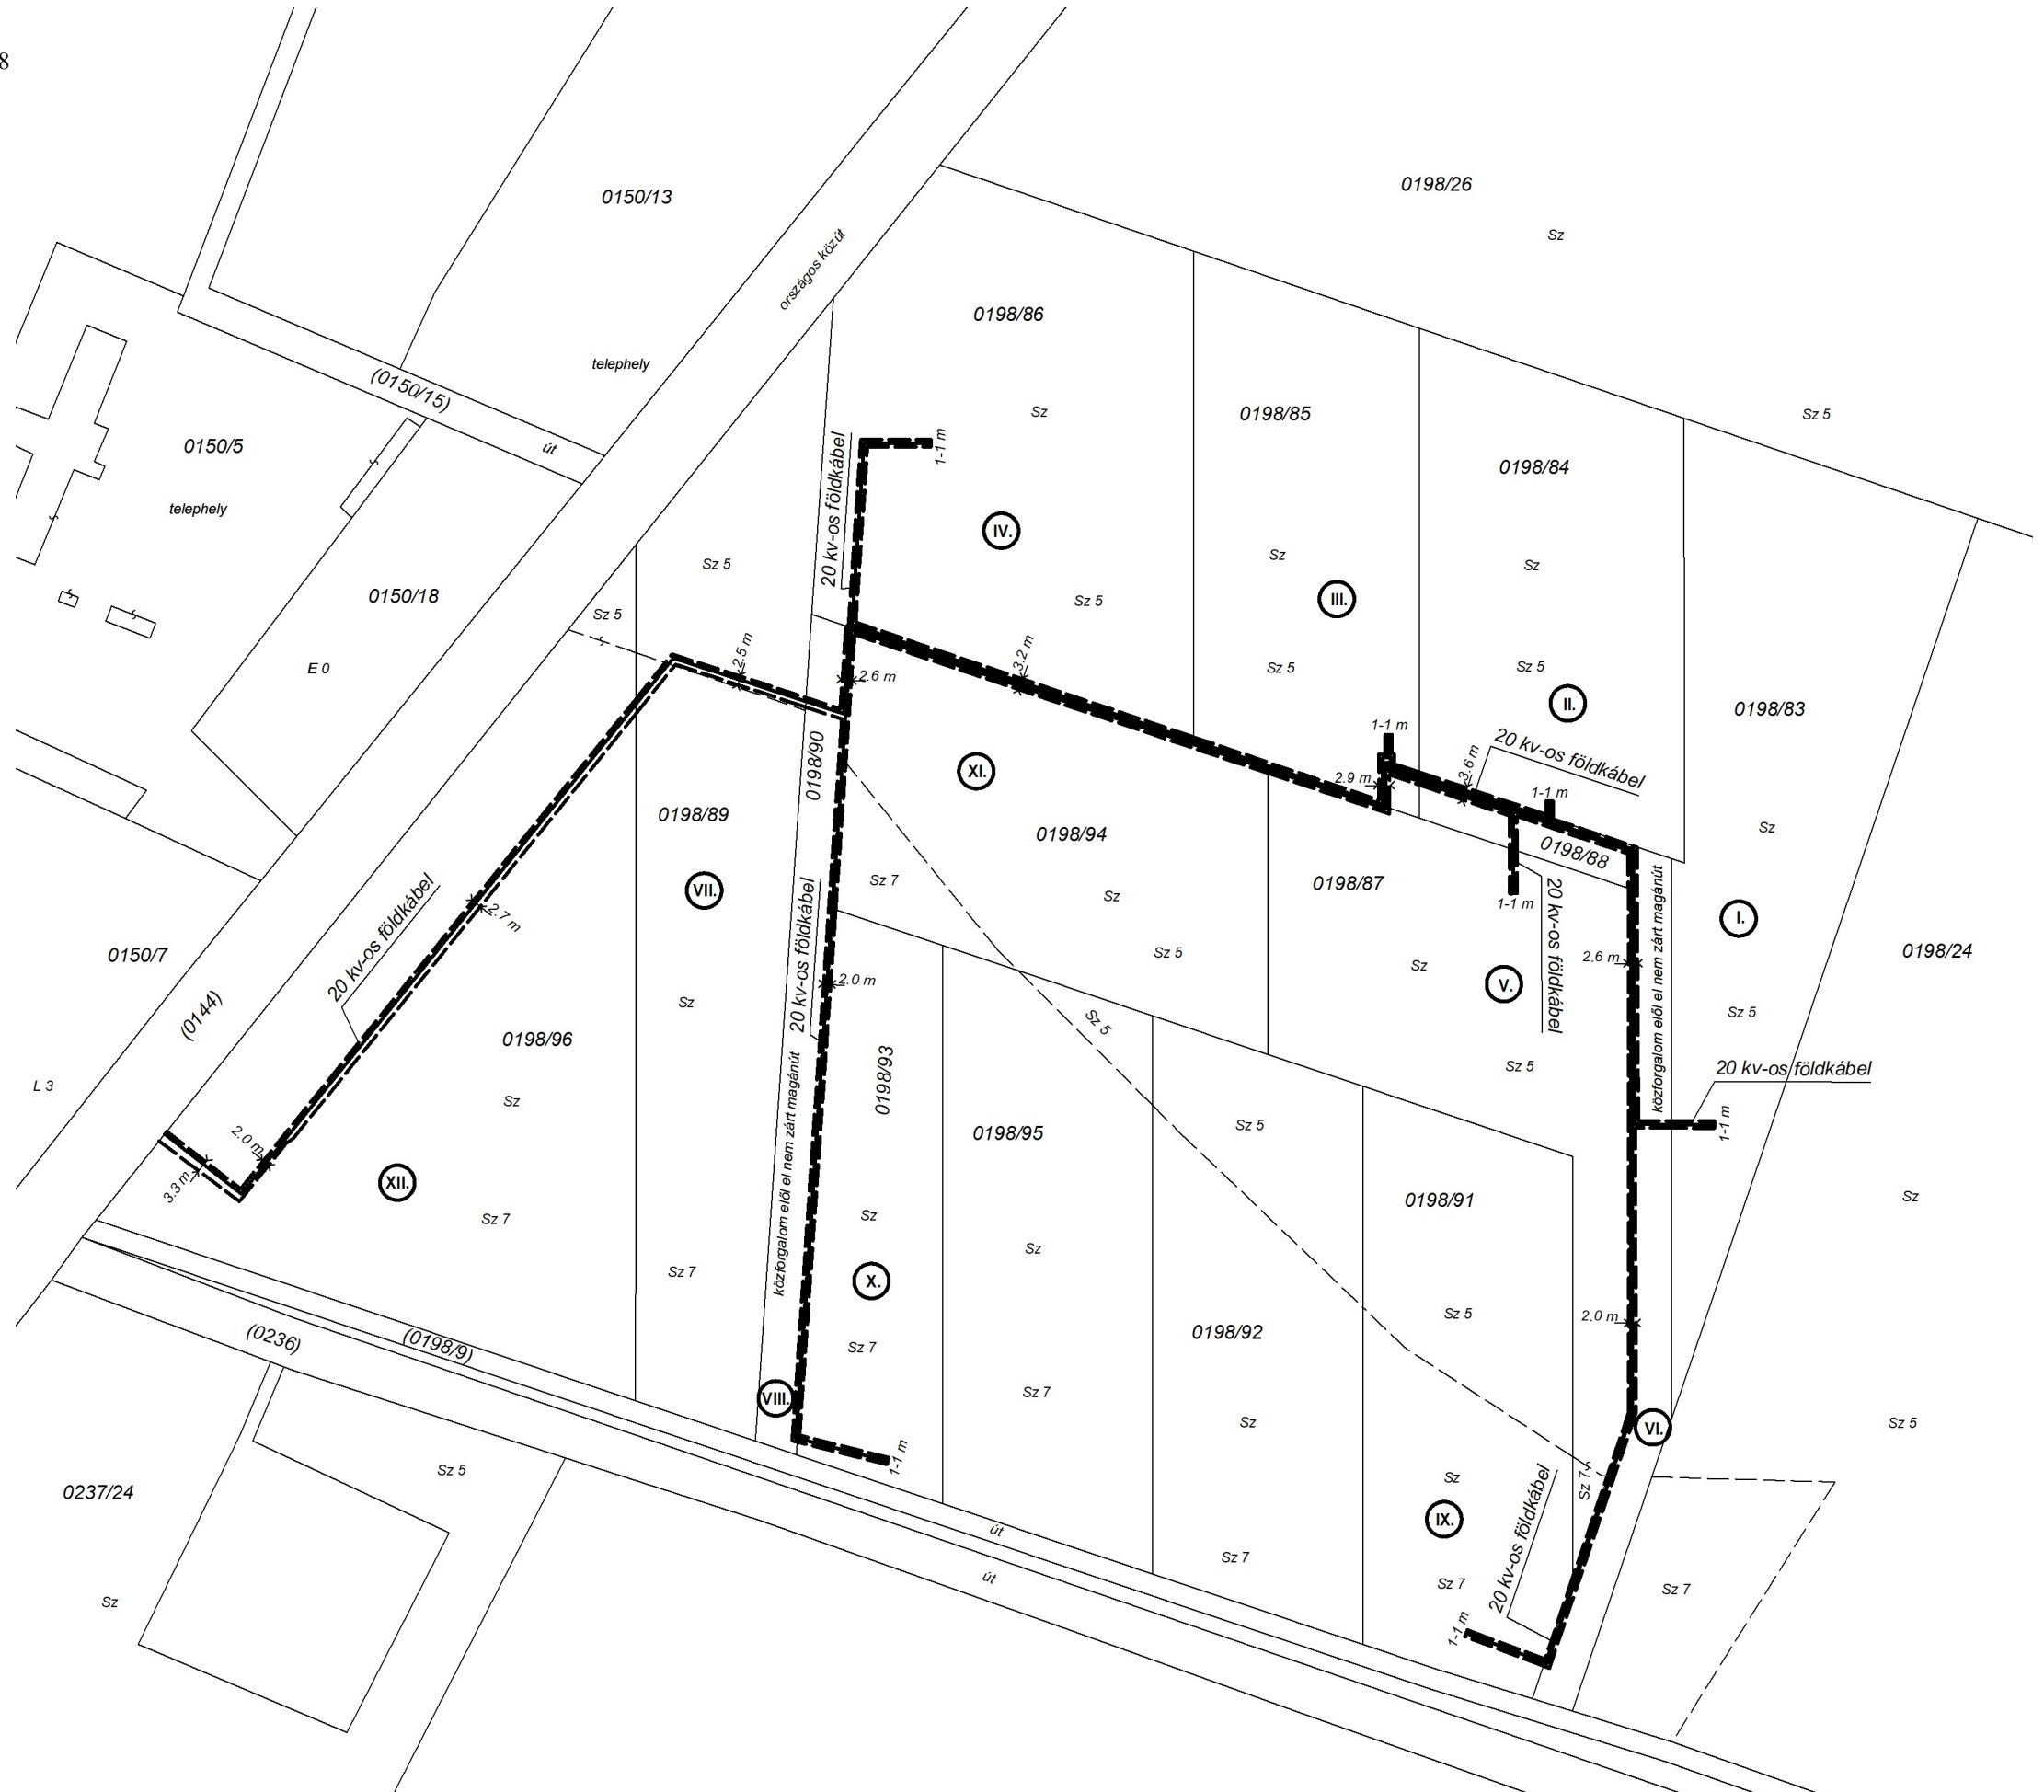 8
0198/26
0150/13
Sz
országos közút
0198/86
telephely
(0150/15)
0198/85
Sz
Sz 5
0150/5
út
20 kv-os földkábel
1-1 m
0198/84
telephely
IV.
Sz
Sz 5
Sz
0150/18
Sz 5
Sz 5
III.
E 0
2.5 m
3.2 m
2.6 m
Sz 5
Sz 5
II.
0198/83
1-1 m
20 kv-os földkábel
3.6 m
2.9 m
1-1 m
0198/90
XI.
0198/89
0198/94
Sz
0198/88
VII.
Sz 7
Sz
0198/87
1-1 m
20 kv-os földkábel
közforgalom elől el nem zárt magánút
I.
20 kv-os földkábel
2.7 m
20 kv-os földkábel
0150/7
Sz 5
Sz
2.6 m
0198/24
2.0 m
V.
Sz
Sz 5
(0144)
Sz 5
0198/96
közforgalom elől el nem zárt magánút
0198/93
Sz 5
20 kv-os földkábel
L 3
Sz
1-1 m
2.0 m
0198/95
Sz 5
3.3 m
XII.
0198/91
Sz
Sz 7
Sz
Sz
Sz 7
X.
Sz 5
2.0 m
(0236)
(0198/9)
Sz 7
0198/92
VIII.
Sz 7
Sz
VI.
Sz 5
1-1 m
Sz 5
Sz
Sz 7
0237/24
IX.
20 kv-os földkábel
út
Sz 7
út
Sz 7
Sz 7
Sz
1-1 m